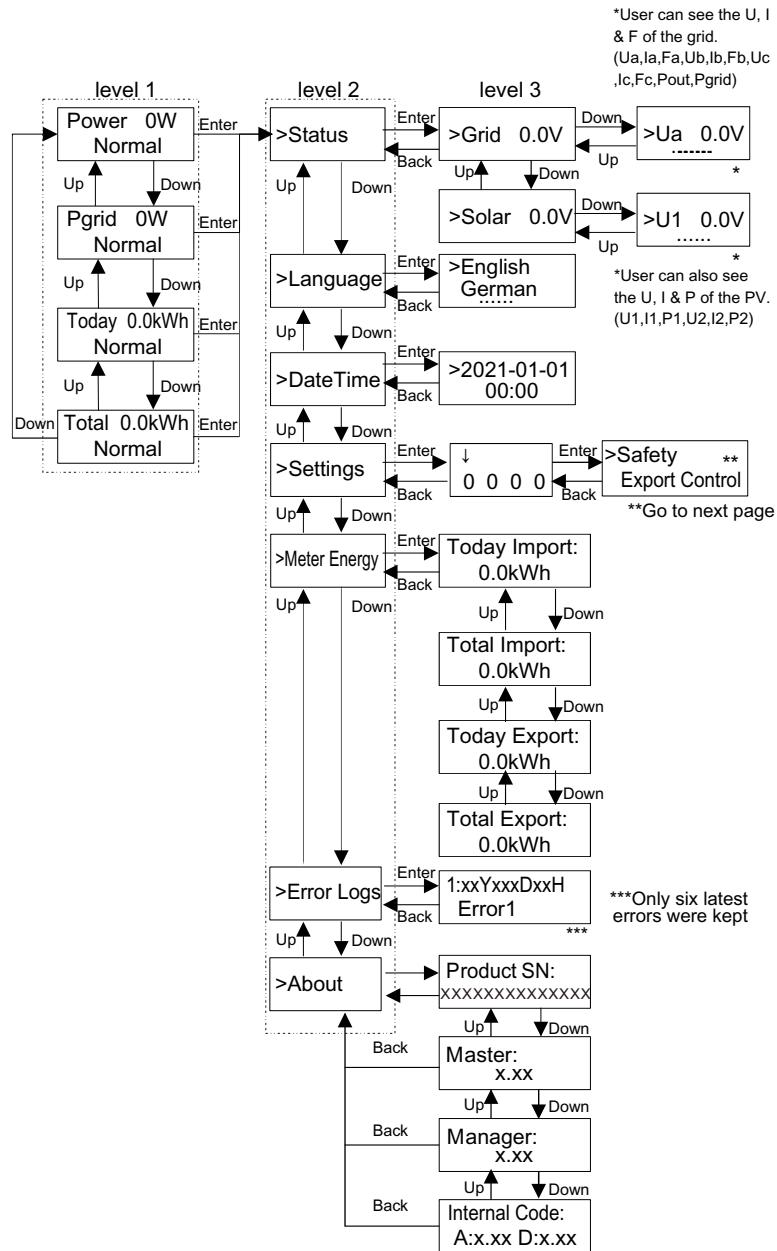 *User can see the U, I
& F of the grid.
(Ua,Ia,Fa,Ub,Ib,Fb,Uc
,Ic,Fc,Pout,Pgrid)
level 1
level 2
level 3
Power 0W
Normal
Enter
Up
Down
Pgrid 0W
Normal
Enter
Up
Down
Today 0.0kWh
Normal
Enter
Up
Down
Down
Total 0.0kWh
Normal
Enter
>Status
Enter
Back
>Grid 0.0V
Down
Up
>Ua 0.0V
.......
*
Up
Down
Up
Down
>Solar 0.0V
Down
Up
>U1 0.0V
......
*
*User can also see
the U, I & P of the PV.
(U1,I1,P1,U2,I2,P2)
>Language
Enter
Back
>English
German
......
Up
Down
>DateTime
Enter
Back
>2021-01-01
00:00
Up
Down
>Settings
Enter
Back
↓
0 0 0 0
Enter
Back
>Safety **
Export Control
**Go to next page
Up
Down
>Meter Energy
Enter
Back
Today Import:
0.0kWh
Up
Down
Up
Down
Total Import:
0.0kWh
Up
Down
Today Export:
0.0kWh
Up
Down
Total Export:
0.0kWh
>Error Logs
Enter
Back
1:xxYxxxDxxH
Error1
***
***Only six latest
errors were kept
Up
Down
>About
Product SN:
XXXXXXXXXXXXXX
Up
Down
Back
Master:
x.xx
Up
Down
Back
Manager:
x.xx
Up
Down
Back
Internal Code:
A:x.xx D:x.xx